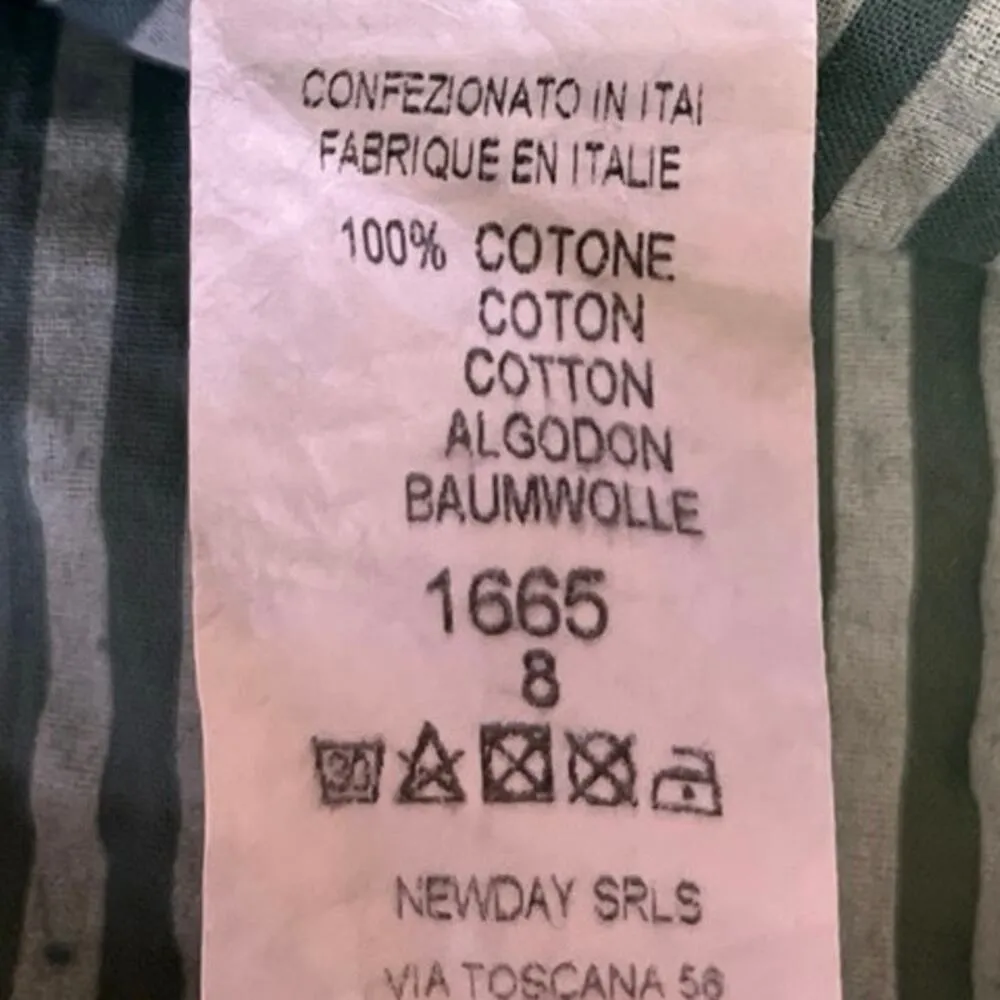 CONFEZIONATO IN ITAI
FABRIQUE EN ITALIE
100% COTONE
COTON
COTTON
ALGODON
BAUMWOLLE
1665
8
30
NEWDAY SRLS
VIA TOSCANA 56